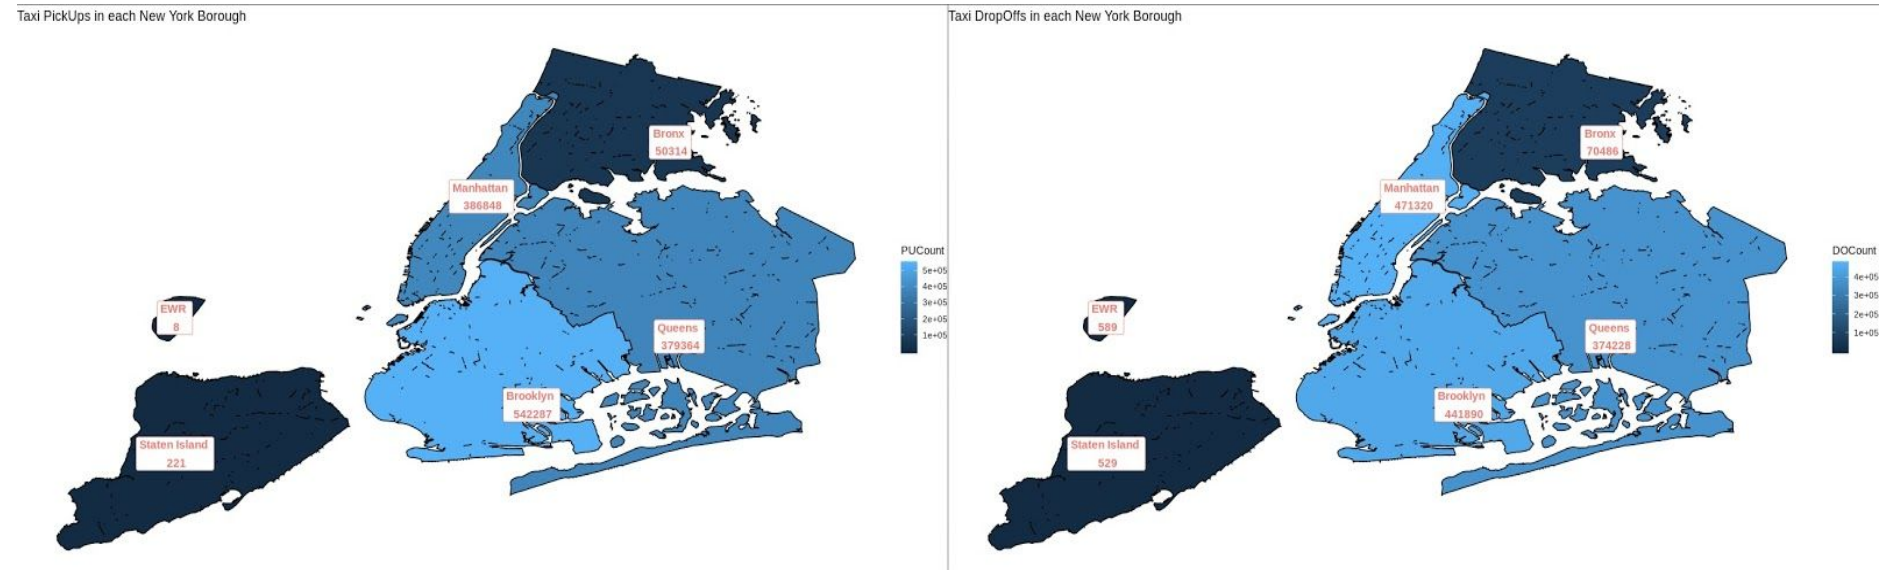 Taxi PickUps in each New York Borough
Bronx
50314
Manhattan
386848
PUCount
5e+05
4e+05
3e+05
2e+05
1e+05
EWR
8
Queens
379364
Brooklyn
542287
Staten Island
221
Taxi DropOffs in each New York Borough
Bronx
70486
Manhattan
471320
DOCount
4e+05
3e+05
2e+05
1e+05
EWR
589
Queens
374228
Brooklyn
441890
Staten Island
529